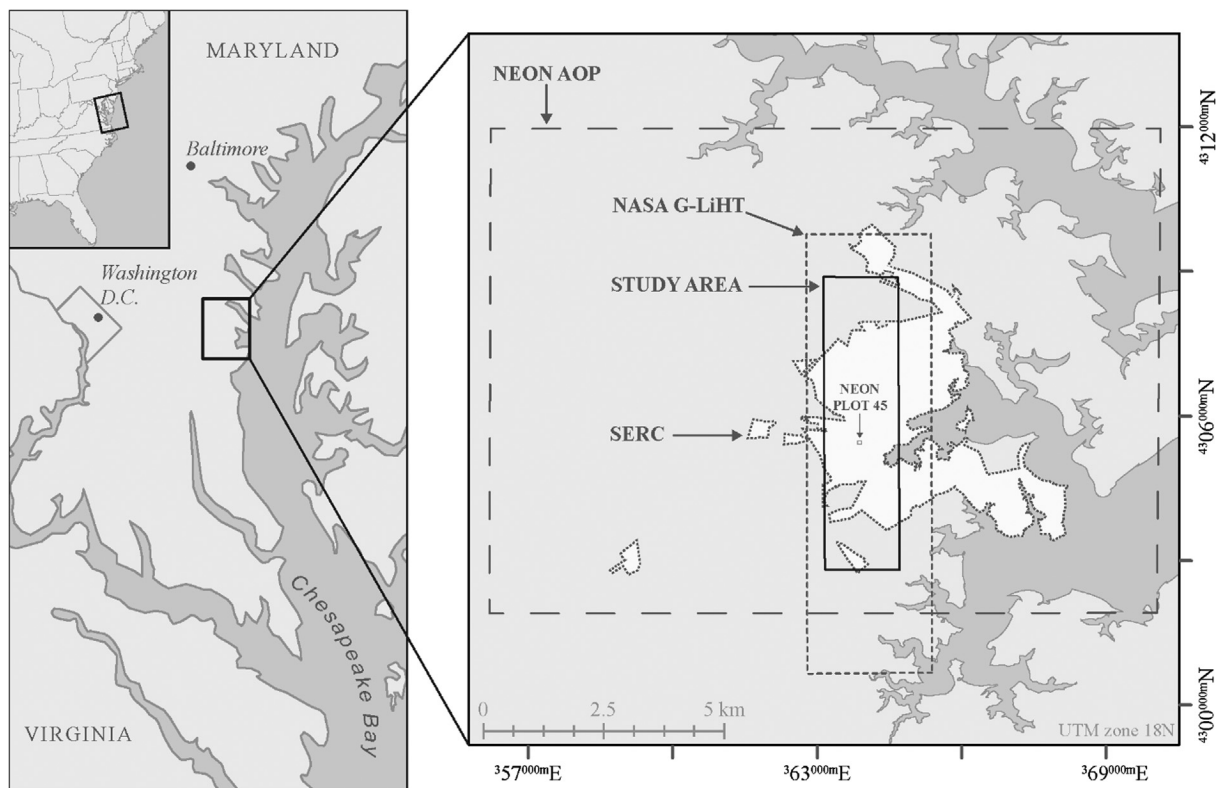 MARYLAND
Baltimore
Washington
D.C.
Chesapeake Bay
VIRGINIA
NEON AOP
NASA G-LiHT
STUDY AREA
NEON
PLOT 45
SERC
0 2.5 5 km
UTM zone 18N
³57⁰⁰⁰ᵐE ³63⁰⁰⁰ᵐE ³69⁰⁰⁰ᵐE
⁴³12⁰⁰⁰ᵐN
⁴³06⁰⁰⁰ᵐN
⁴³00⁰⁰⁰ᵐN